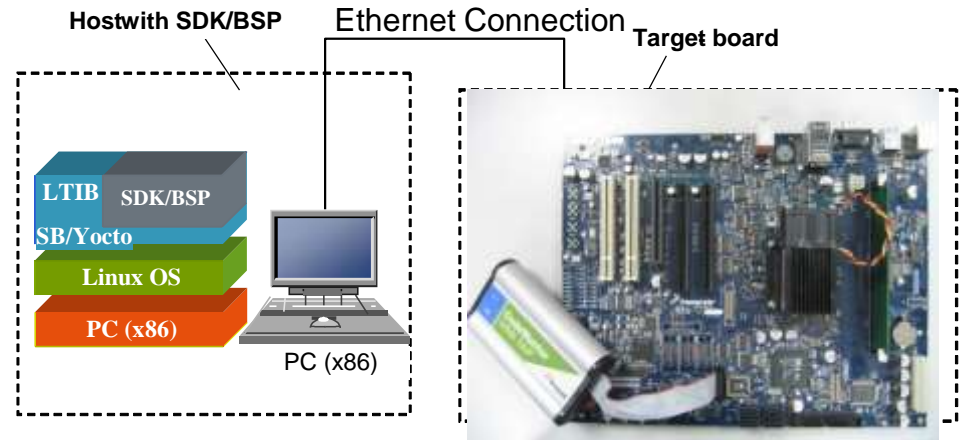 Hostwith SDK/BSP
Ethernet Connection
Target board
LTIB
SDK/BSP
SB/Yocto
Linux OS
PC (x86)
PC (x86)